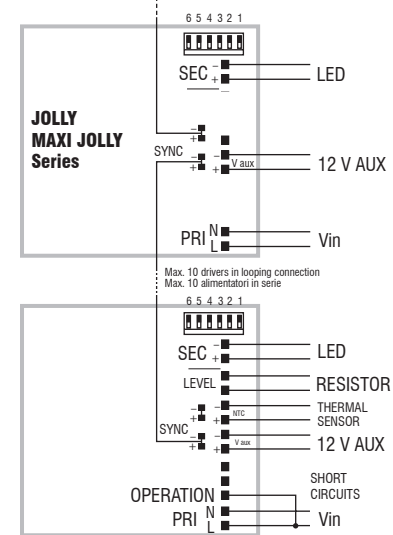 6 5 4 3 2 1
SEC - +
LED
JOLLY
MAXI JOLLY
Series
SYNC - + - +
- + V aux
12 V AUX
PRI N L
Vin
Max. 10 drivers in looping connection
Max. 10 alimentatori in serie
6 5 4 3 2 1
SEC - +
LED
LEVEL
RESISTOR
- + NTC
THERMAL
SENSOR
SYNC - + - +
- + V aux
12 V AUX
SHORT
CIRCUITS
OPERATION
PRI N L
Vin